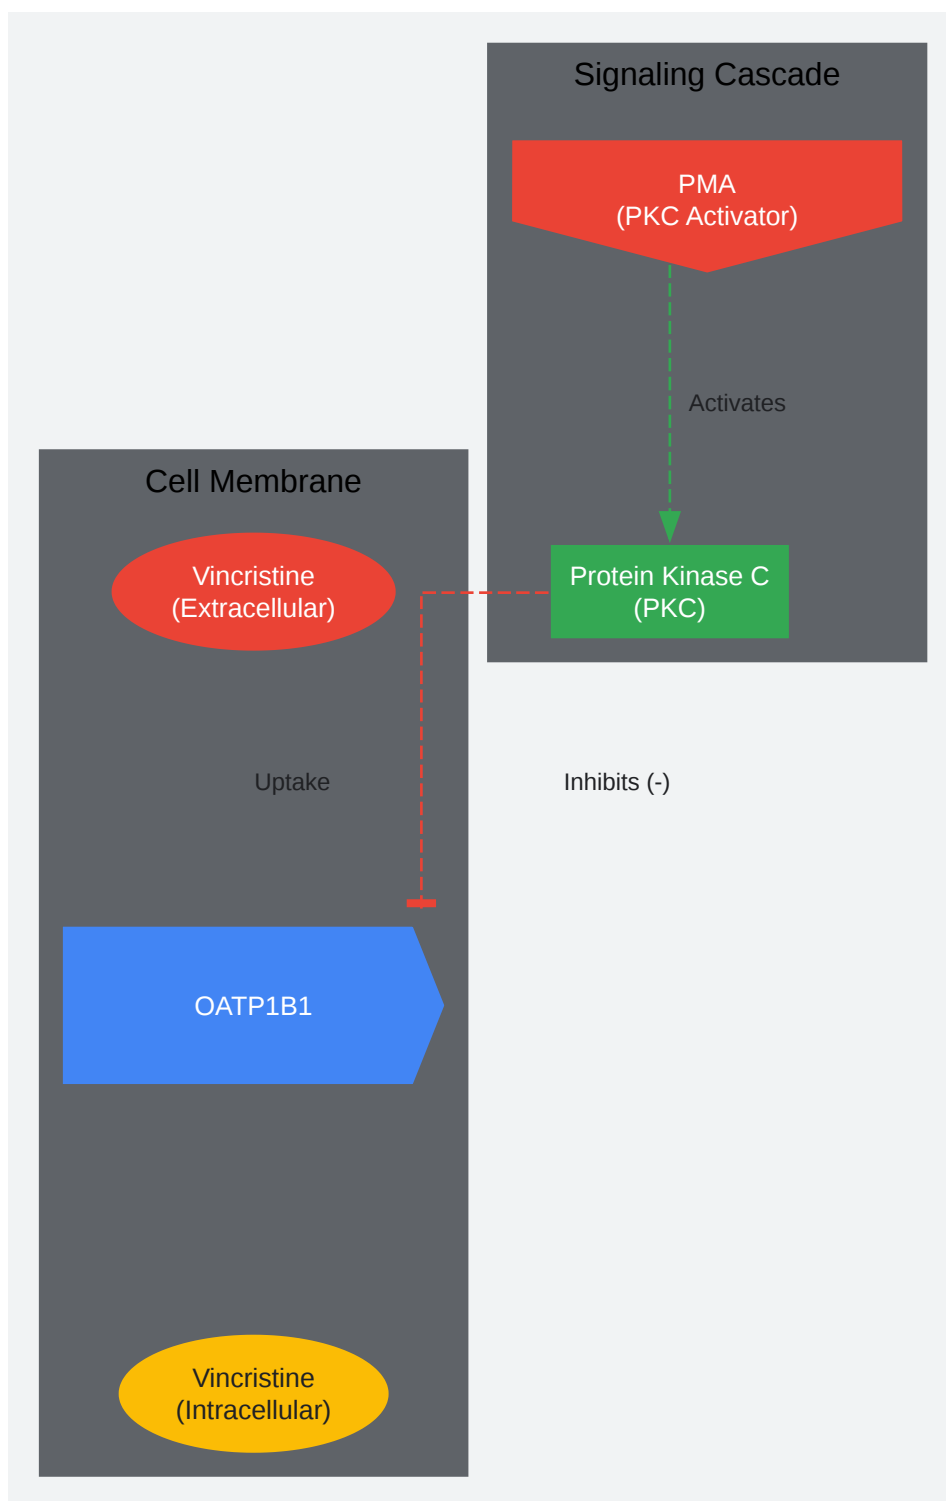 Signaling Cascade
PMA
(PKC Activator)
Activates
Cell Membrane
Vincristine
(Extracellular)
Protein Kinase C
(PKC)
Uptake
Inhibits (-)
OATP1B1
Vincristine
(Intracellular)